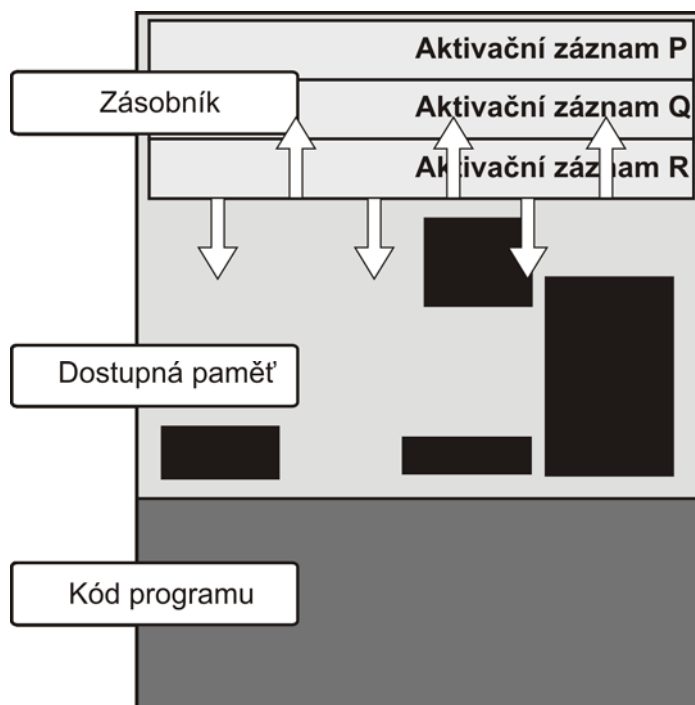 Aktivační záznam P
Zásobník
Aktivační záznam Q
Aktivační záznam R
Dostupná paměť
Kód programu